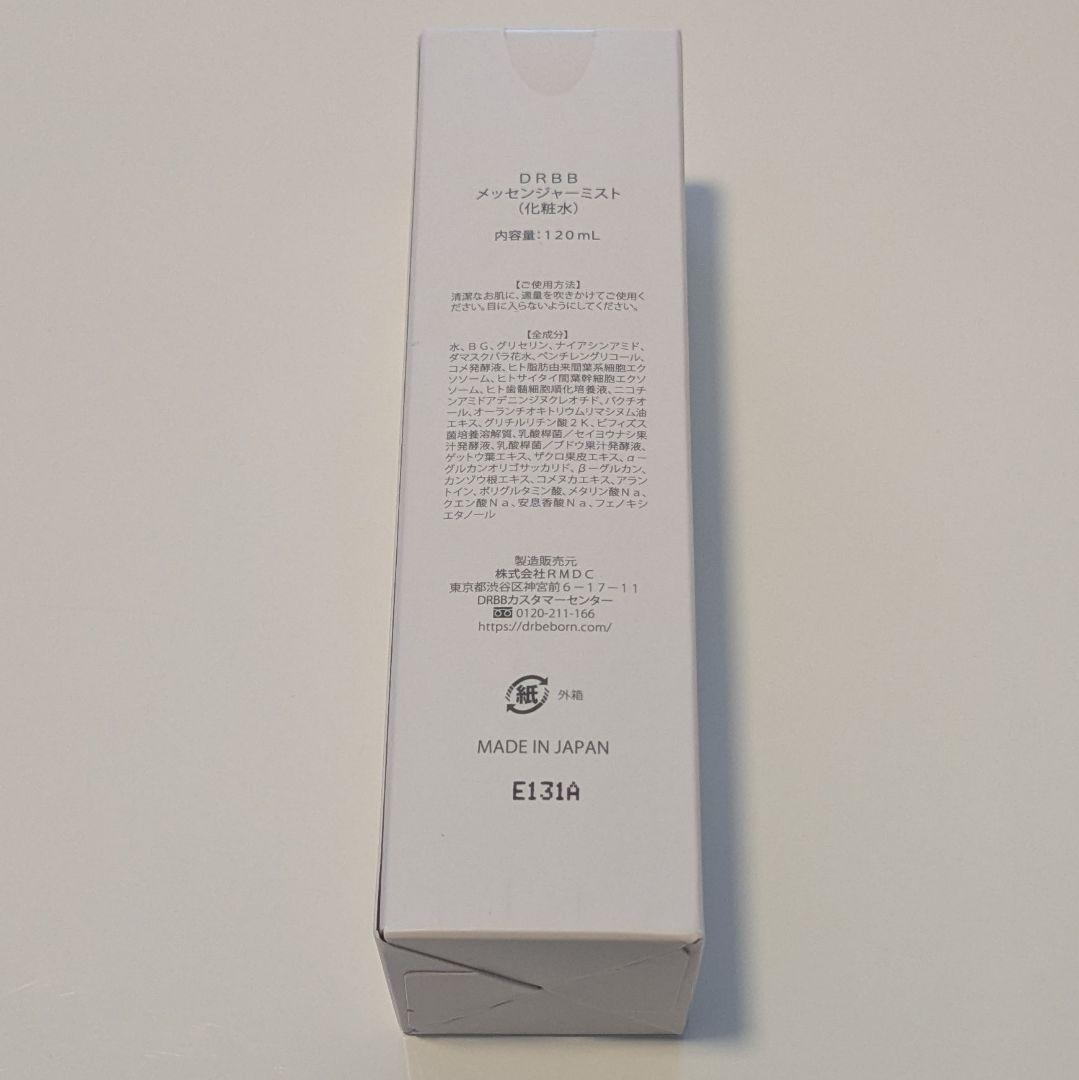 DRBB
メッセンジャーミスト
（化粧水）
内容量：120mL
【ご使用方法】
清潔なお肌に、適量を吹きかけてご使用く
ださい。目に入らないようにしてください。
【全成分】
水、BG、グリセリン、ナイアシンアミド、
ダマスクバラ花水、ペンチレングリコール、
コメ発酵液、ヒト脂肪由来間葉系細胞エク
ソソーム、ヒトサイタイ間葉幹細胞エクソ
ソーム、ヒト歯髄細胞順化培養液、ニコチ
ンアミドアデニンジヌクレオチド、バクチオ
ール、オーランチオキトリウムリマシヌム油
エキス、グリチルリチン酸2K、ビフィズス
菌培養溶解質、乳酸桿菌／セイヨウナシ果
汁発酵液、乳酸桿菌／ブドウ果汁発酵液、
ゲットウ葉エキス、ザクロ果皮エキス、α－
グルカンオリゴサッカリド、β－グルカン、
カンゾウ根エキス、コメヌカエキス、アラン
トイン、ポリグルタミン酸、メタリン酸Na、
クエン酸Na、安息香酸Na、フェノキシ
エタノール
製造販売元
株式会社RMDC
東京都渋谷区神宮前6－17－11
DRBBカスタマーセンター
0120-211-166
https://drbeborn.com/
紙 外箱
MADE IN JAPAN
E131A